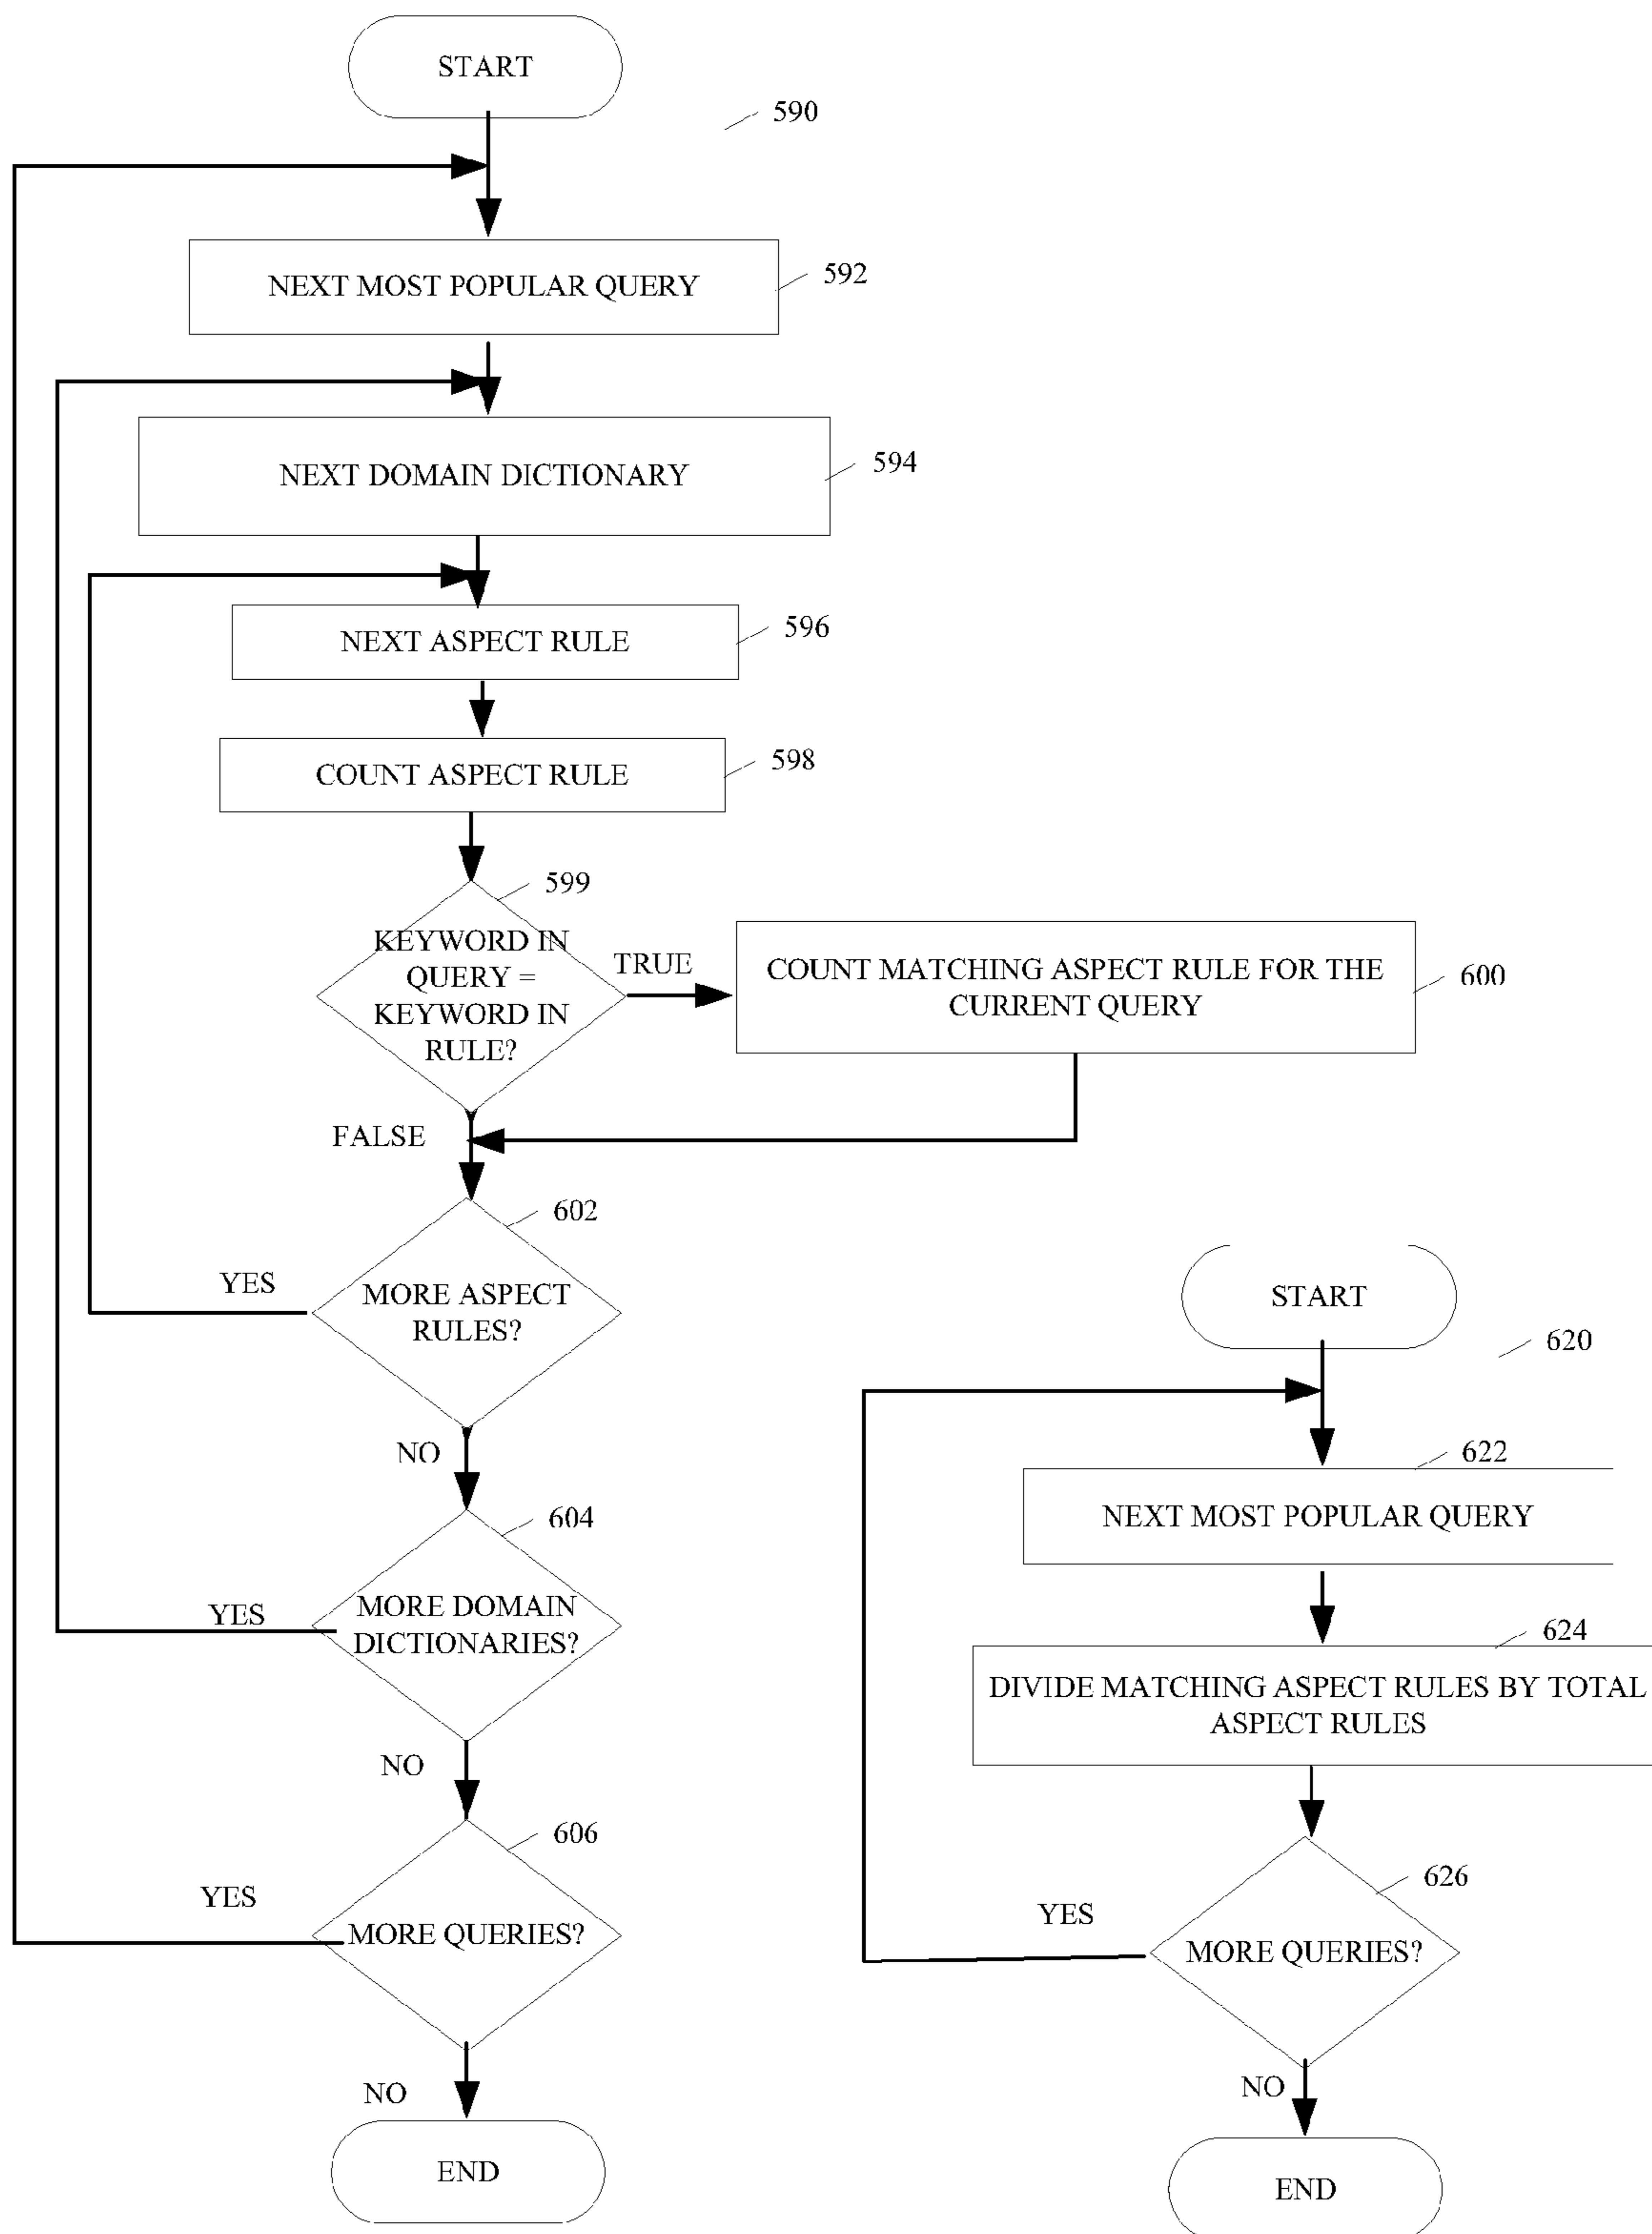 START
590
NEXT MOST POPULAR QUERY
592
NEXT DOMAIN DICTIONARY
594
NEXT ASPECT RULE
596
COUNT ASPECT RULE
598
599
KEYWORD IN
QUERY =
KEYWORD IN
RULE?
TRUE
COUNT MATCHING ASPECT RULE FOR THE
CURRENT QUERY
600
FALSE
602
MORE ASPECT
RULES?
YES
NO
604
MORE DOMAIN
DICTIONARIES?
YES
NO
606
MORE QUERIES?
YES
NO
END
START
620
622
NEXT MOST POPULAR QUERY
624
DIVIDE MATCHING ASPECT RULES BY TOTAL
ASPECT RULES
626
MORE QUERIES?
YES
NO
END